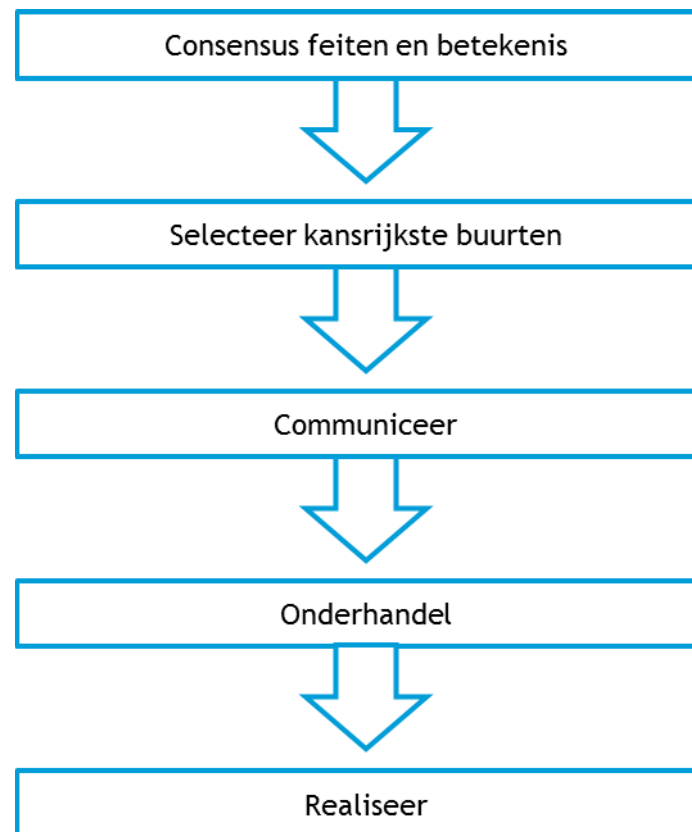 Consensus feiten en betekenis
Selecteer kansrijkste buurten
Communiceer
Onderhandel
Realiseer